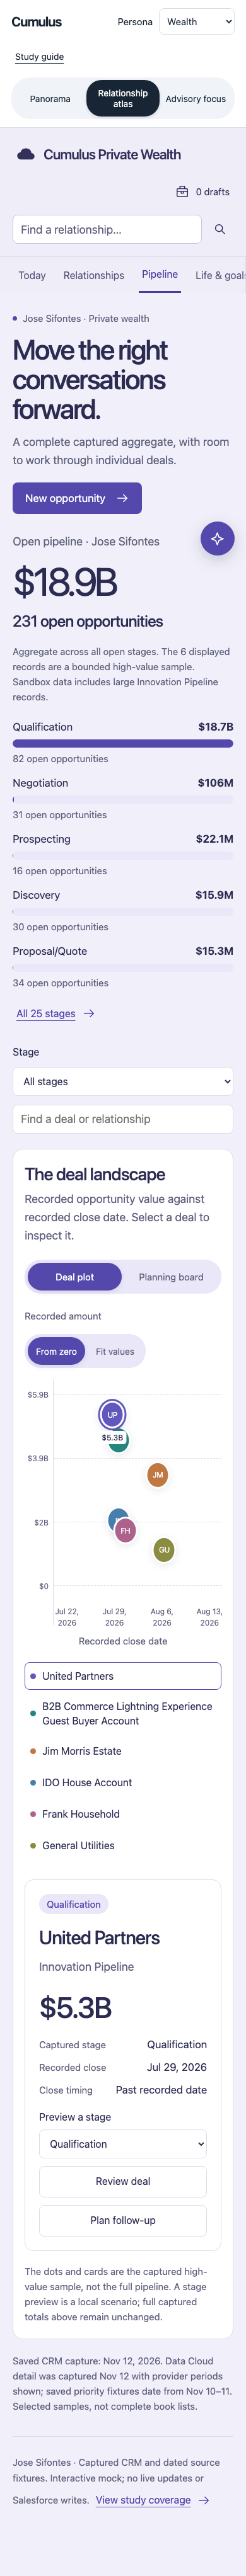 Cumulus
Persona
Wealth
Study guide
Panorama
Relationship
atlas
Advisory focus
Cumulus Private Wealth
0 drafts
Find a relationship...
Today
Relationships
Pipeline
Life & goals
Jose Sifontes · Private wealth
Move the right
conversations
forward.
A complete captured aggregate, with room
to work through individual deals.
New opportunity
Open pipeline · Jose Sifontes
$18.9B
231 open opportunities
Aggregate across all open stages. The 6 displayed
records are a bounded high-value sample.
Sandbox data includes large Innovation Pipeline
records.
Qualification $18.7B
82 open opportunities
Negotiation $106M
31 open opportunities
Prospecting $22.1M
16 open opportunities
Discovery $15.9M
30 open opportunities
Proposal/Quote $15.3M
34 open opportunities
All 25 stages
Stage
All stages
Find a deal or relationship
The deal landscape
Recorded opportunity value against
recorded close date. Select a deal to
inspect it.
Deal plot
Planning board
Recorded amount
From zero
Fit values
$5.9B
UP
$5.3B
$3.9B
JM
$2B
FH
GU
$0
Jul 22,
2026
Jul 29,
2026
Aug 6,
2026
Aug 13,
2026
Recorded close date
United Partners
B2B Commerce Lightning Experience
Guest Buyer Account
Jim Morris Estate
IDO House Account
Frank Household
General Utilities
Qualification
United Partners
Innovation Pipeline
$5.3B
Captured stage Qualification
Recorded close Jul 29, 2026
Close timing Past recorded date
Preview a stage
Qualification
Review deal
Plan follow-up
The dots and cards are the captured high-
value sample, not the full pipeline. A stage
preview is a local scenario; full captured
totals above remain unchanged.
Saved CRM capture: Nov 12, 2026. Data Cloud
detail was captured Nov 12 with provider periods
shown; saved priority fixtures date from Nov 10–11.
Selected samples, not complete book lists.
Jose Sifontes · Captured CRM and dated source
fixtures. Interactive mock; no live updates or
Salesforce writes. View study coverage